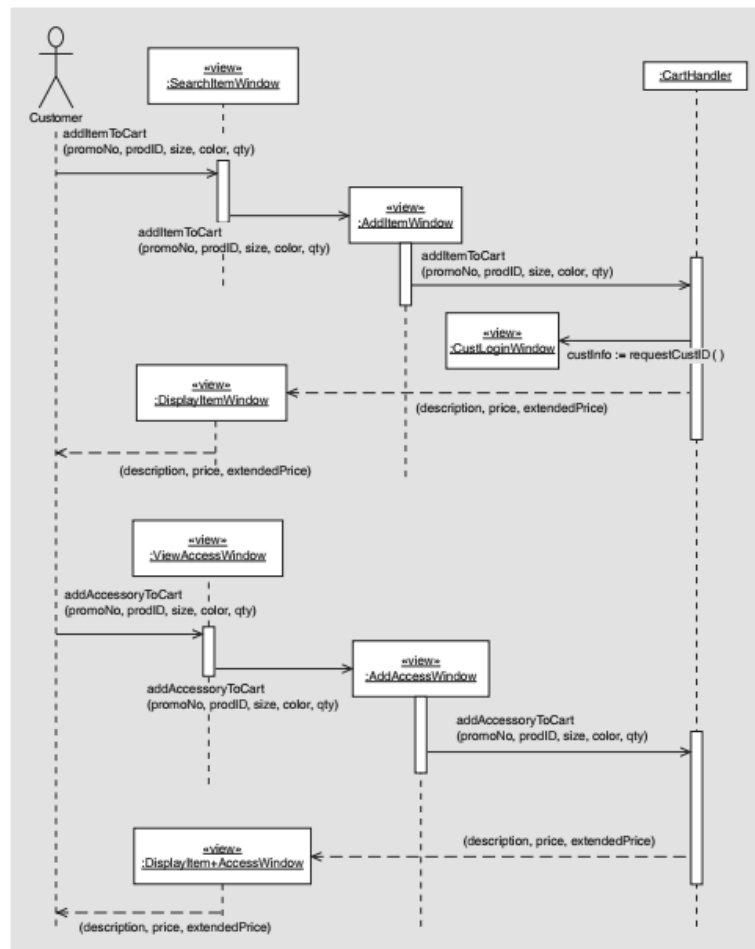 «view»
:SearchItemWindow
:CartHandler
Customer
addItemToCart
(promoNo, prodID, size, color, qty)
«view»
:AddItemWindow
addItemToCart
(promoNo, prodID, size, color, qty)
addItemToCart
(promoNo, prodID, size, color, qty)
«view»
:CustLoginWindow
custInfo := requestCustID ( )
«view»
:DisplayItemWindow
(description, price, extendedPrice)
(description, price, extendedPrice)
«view»
:ViewAccessWindow
addAccessoryToCart
(promoNo, prodID, size, color, qty)
«view»
:AddAccessWindow
addAccessoryToCart
(promoNo, prodID, size, color, qty)
addAccessoryToCart
(promoNo, prodID, size, color, qty)
«view»
:DisplayItem+AccessWindow
(description, price, extendedPrice)
(description, price, extendedPrice)